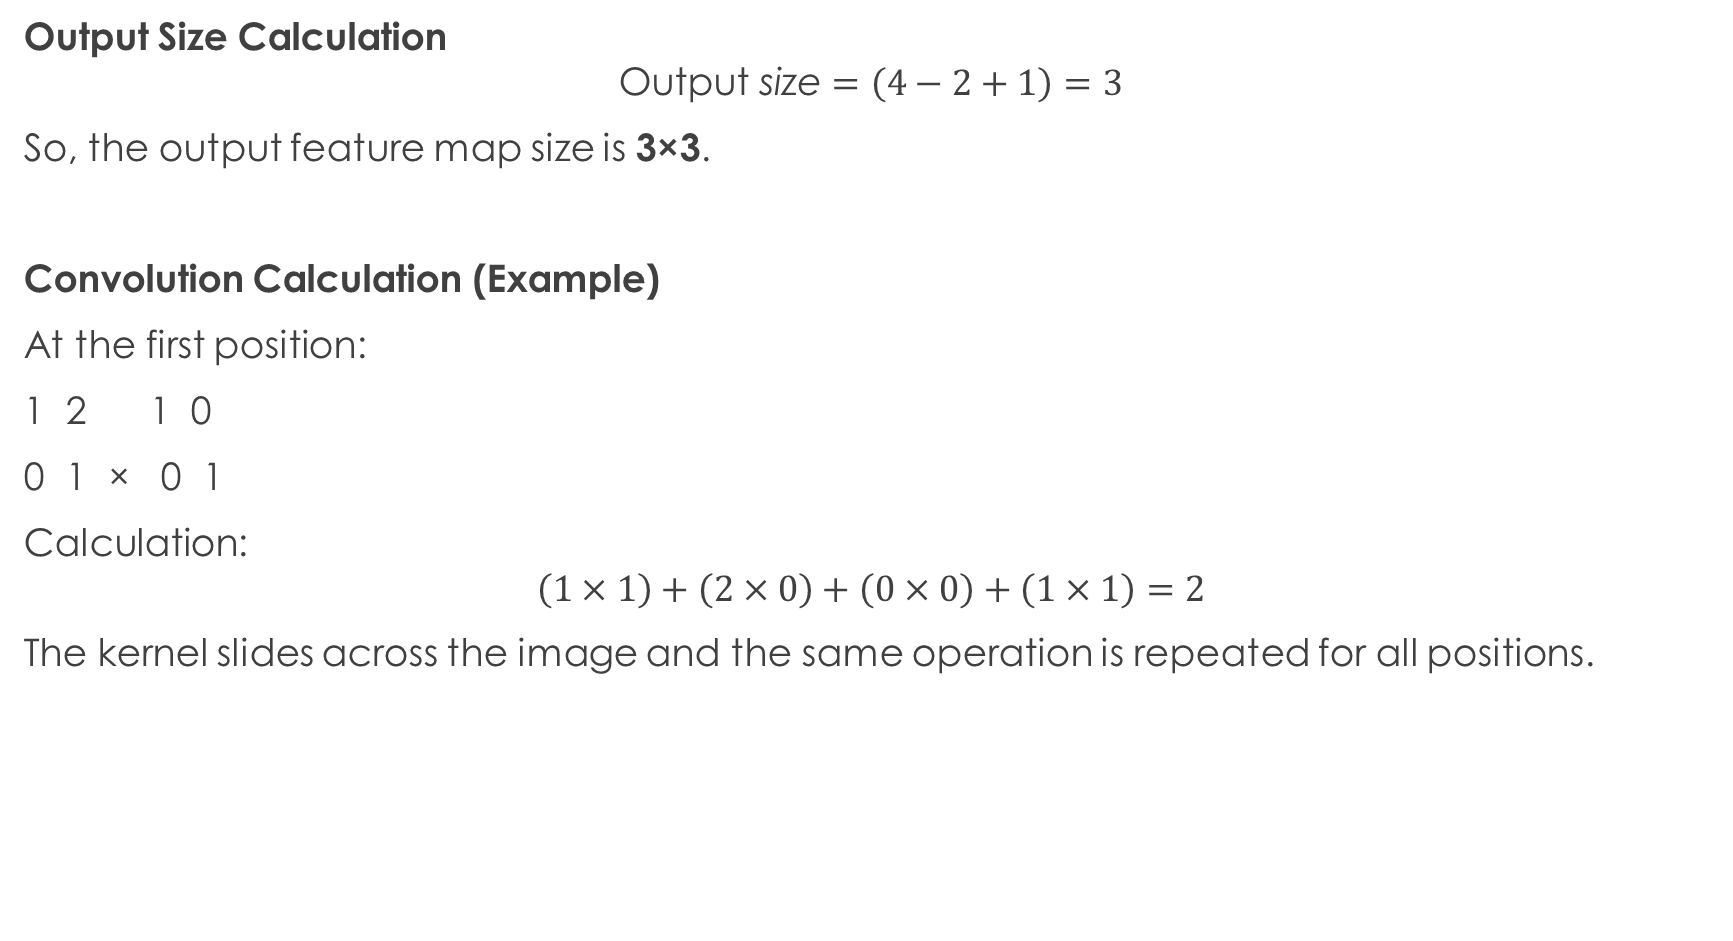 Output Size Calculation
Output size = (4 − 2 + 1) = 3
So, the output feature map size is 3×3.
Convolution Calculation (Example)
At the first position:
1 2 1 0
0 1 × 0 1
Calculation:
(1 × 1) + (2 × 0) + (0 × 0) + (1 × 1) = 2
The kernel slides across the image and the same operation is repeated for all positions.